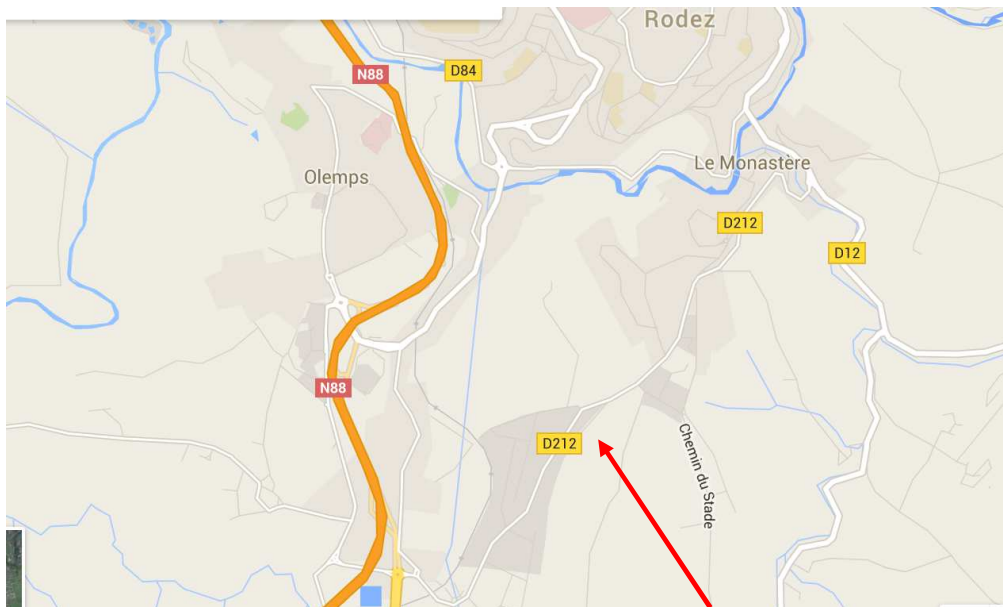 Rodez
N88
D84
Le Monastère
Olemps
D212
D12
N88
D212
Chemin du Stade